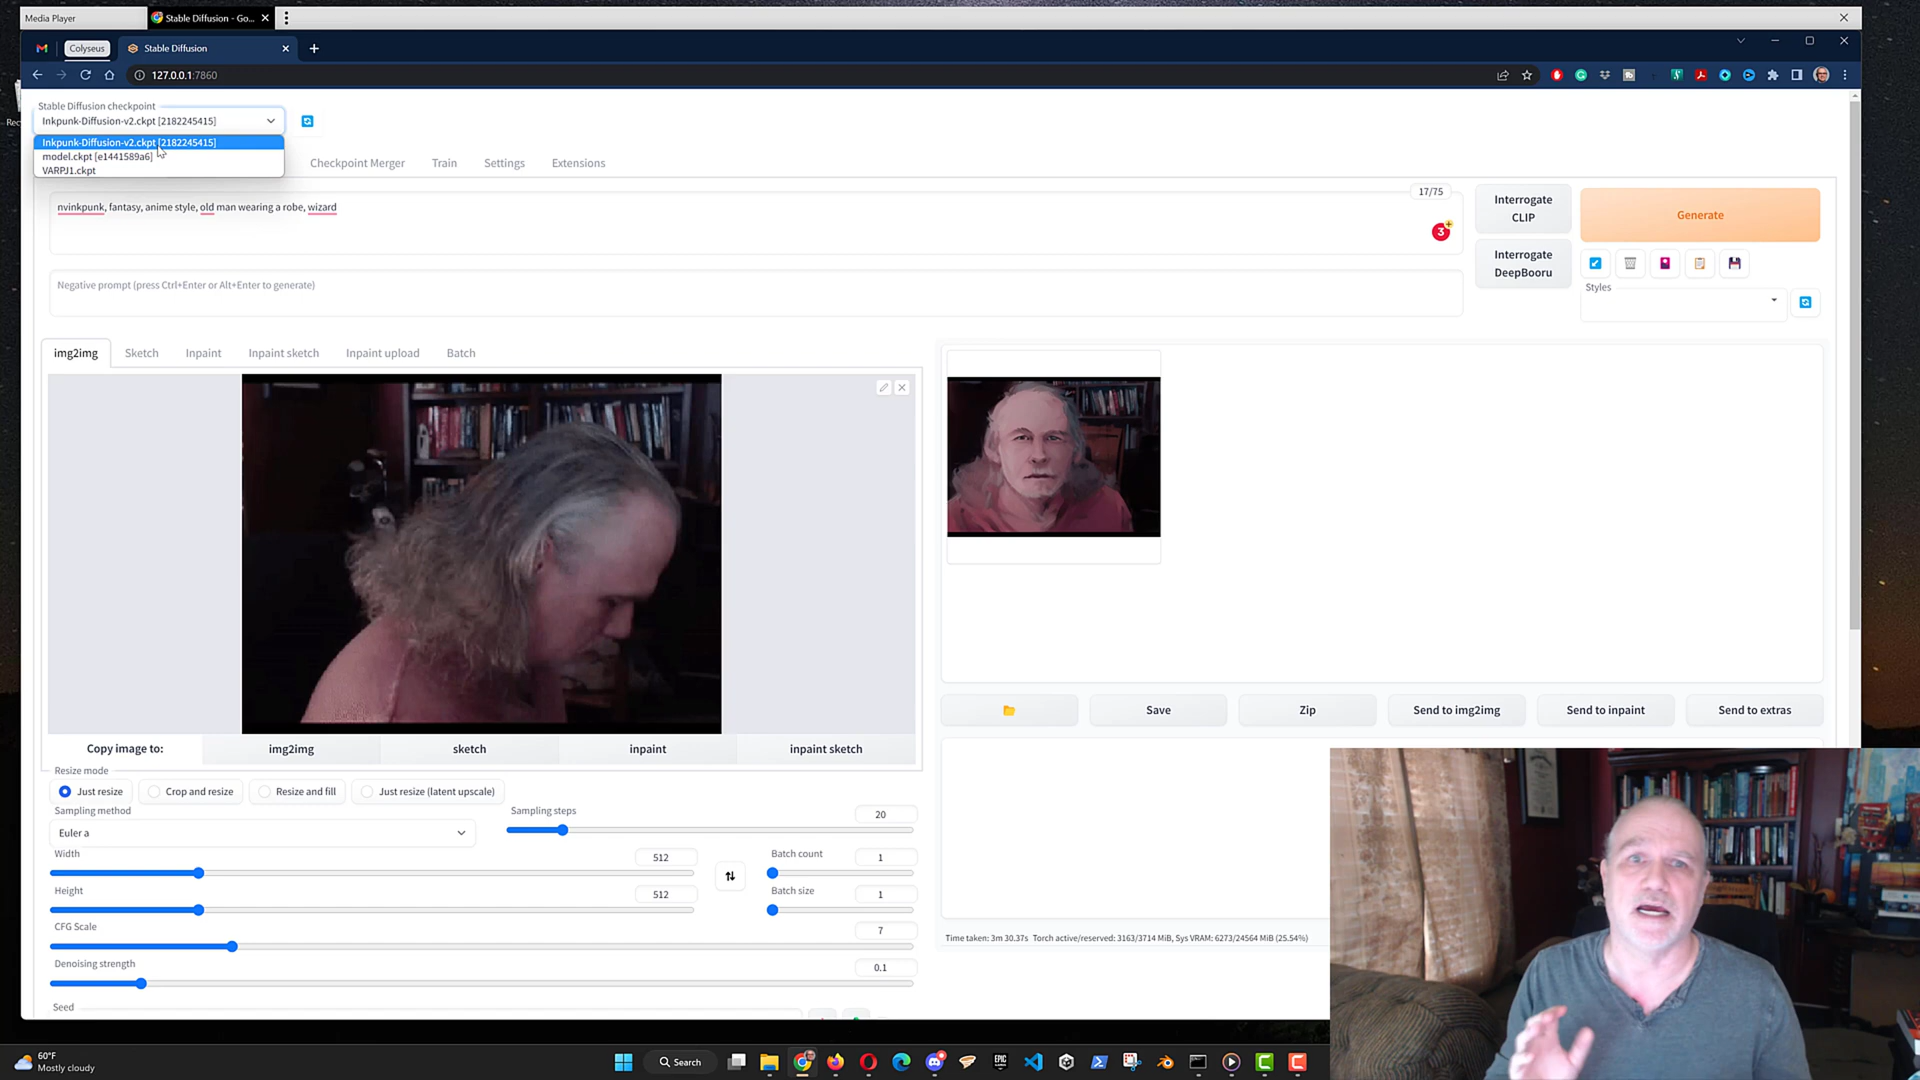 Media Player
Stable Diffusion - Go...
Colyseus
Stable Diffusion
127.0.0.1:7860
Rec
Stable Diffusion checkpoint
Inkpunk-Diffusion-v2.ckpt [2182245415]
Inkpunk-Diffusion-v2.ckpt [2182245415]
model.ckpt [e1441589a6]
VARPJ1.ckpt
Checkpoint Merger
Train
Settings
Extensions
17/75
nvinkpunk, fantasy, anime style, old man wearing a robe, wizard
3
Interrogate
CLIP
Generate
Interrogate
DeepBooru
Negative prompt (press Ctrl+Enter or Alt+Enter to generate)
Styles
img2img
Sketch
Inpaint
Inpaint sketch
Inpaint upload
Batch
Save
Zip
Send to img2img
Send to inpaint
Send to extras
Copy image to:
img2img
sketch
inpaint
inpaint sketch
Resize mode
Just resize
Crop and resize
Resize and fill
Just resize (latent upscale)
Sampling method
Euler a
Sampling steps
20
Width
512
Batch count
1
Height
512
Batch size
1
CFG Scale
7
Time taken: 3m 30.37s Torch active/reserved: 3163/3714 MiB, Sys VRAM: 6273/24564 MiB (25.54%)
Denoising strength
0.1
Seed
60°F
Mostly cloudy
Search
EPIC